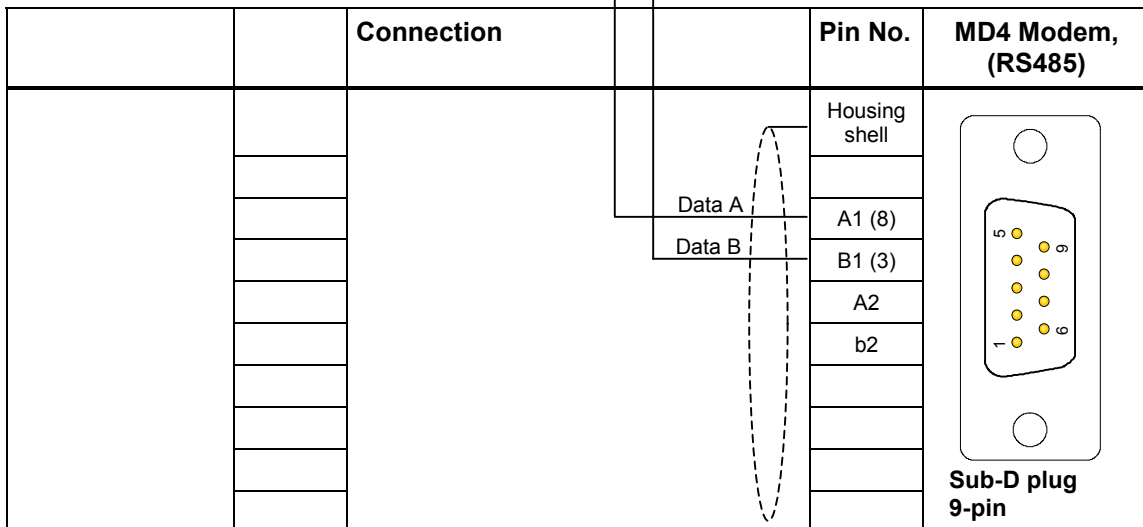 Connection
Pin No.
MD4 Modem,
(RS485)
Housing
shell
Data A
A1 (8)
Data B
B1 (3)
A2
b2
5
9
1
6
Sub-D plug
9-pin